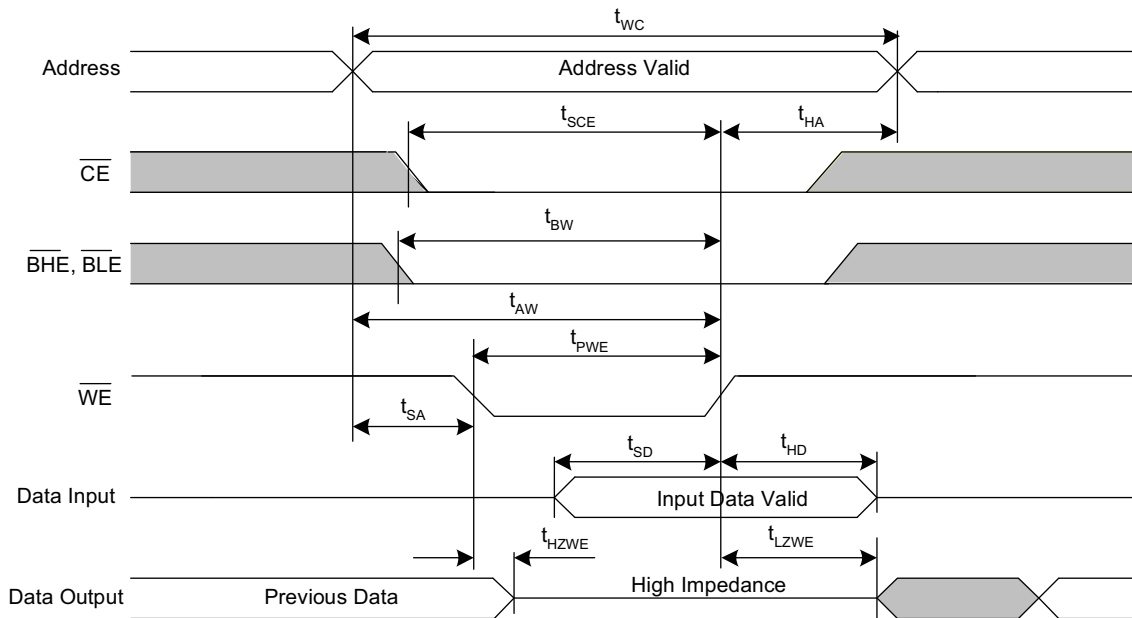 tWC
Address
Address Valid
tSCE
tHA
CE
tBW
BHE, BLE
tAW
tPWE
WE
tSA
tSD
tHD
Data Input
Input Data Valid
tHZWE
tLZWE
Data Output
Previous Data
High Impedance